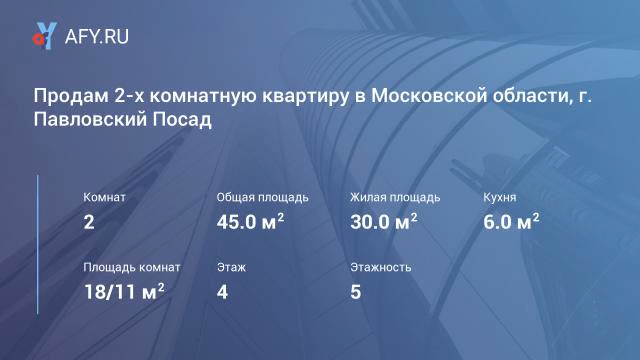 AFY.RU
Продам 2-х комнатную квартиру в Московской области, г.
Павловский Посад
Комнат
Общая площадь
Жилая площадь
Кухня
2
45.0 м²
30.0 м²
6.0 м²
Площадь комнат
Этаж
Этажность
18/11 м²
4
5